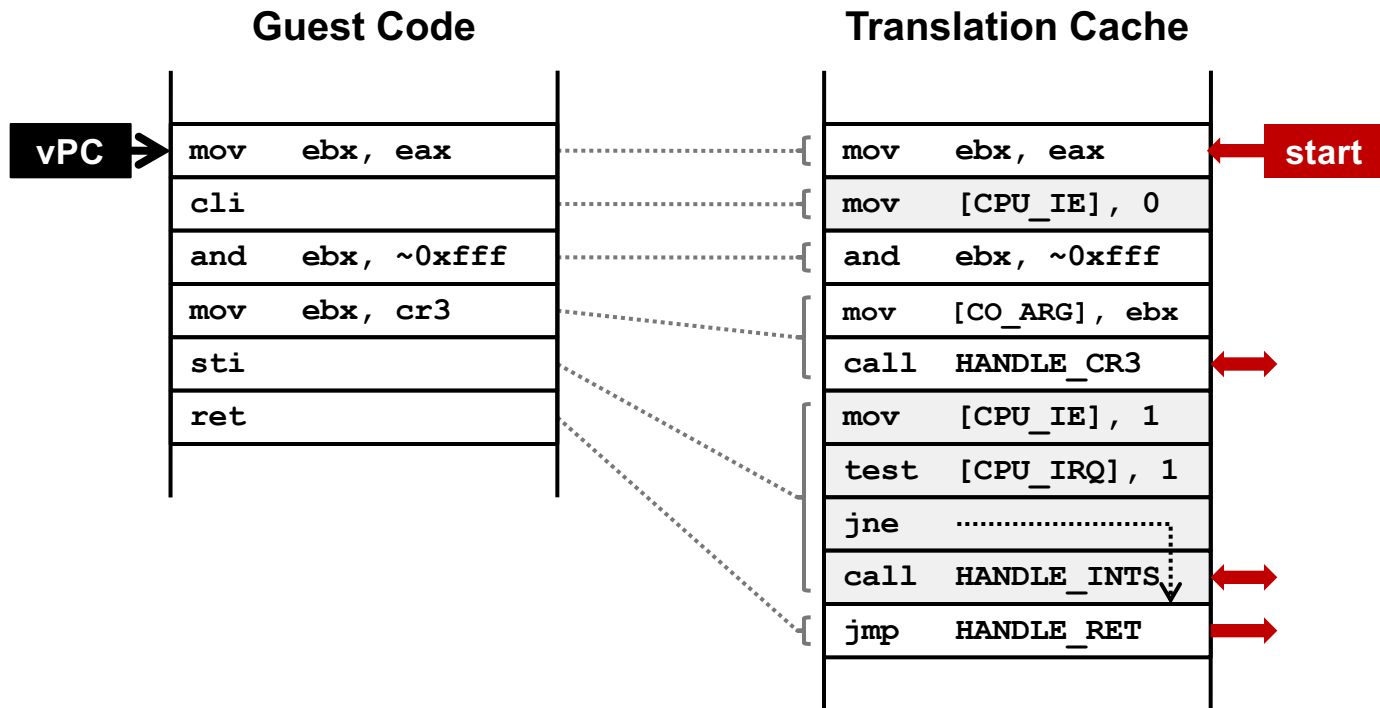 Guest Code
Translation Cache
vPC
mov ebx, eax
cli
and ebx, ~0xfff
mov ebx, cr3
sti
ret
mov ebx, eax
start
mov [CPU_IE], 0
and ebx, ~0xfff
mov [CO_ARG], ebx
call HANDLE_CR3
mov [CPU_IE], 1
test [CPU_IRQ], 1
jne
call HANDLE_INTS
jmp HANDLE_RET